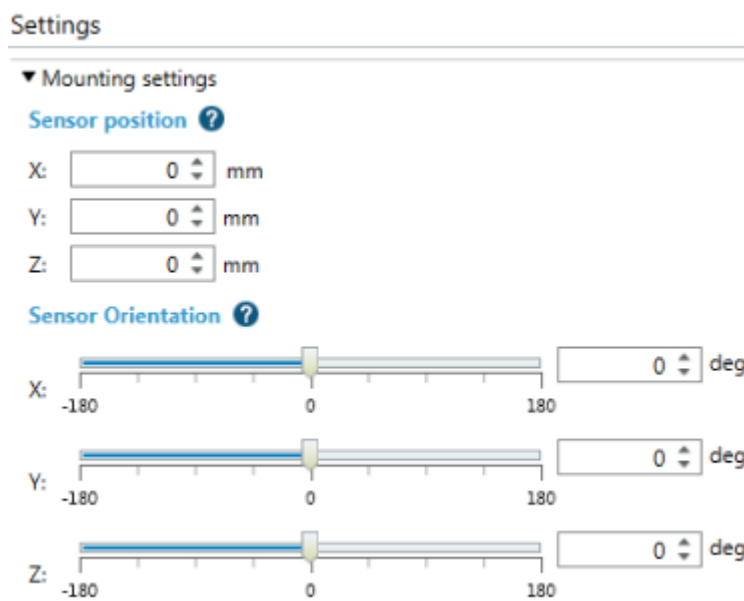 Settings
Mounting settings
Sensor position ?
X: 0 mm
Y: 0 mm
Z: 0 mm
Sensor Orientation ?
X: -180 0 180 0 deg
Y: -180 0 180 0 deg
Z: -180 0 180 0 deg